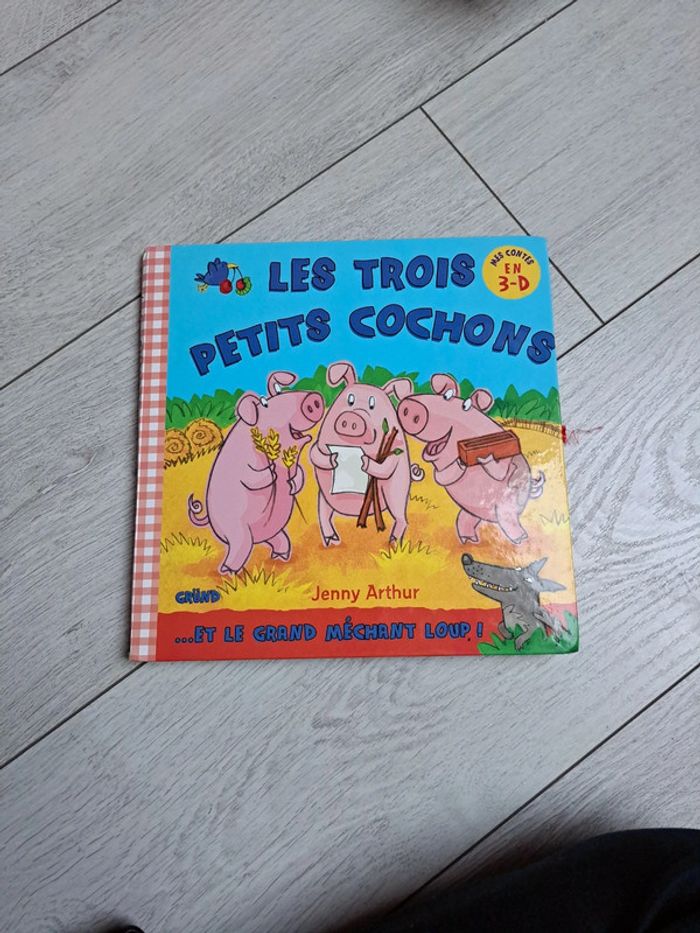 MES CONTES
EN
3-D
LES TROIS
PETITS COCHONS
GRÜND
Jenny Arthur
...ET LE GRAND MÉCHANT LOUP !